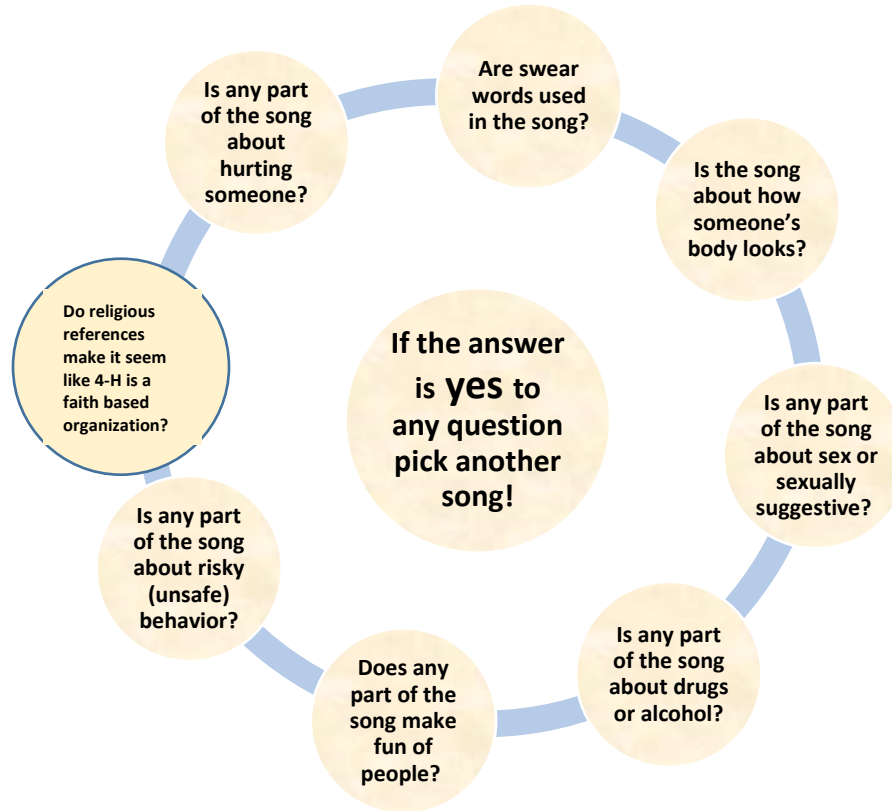 Are swear
words used
in the song?
Is the song
about how
someone's
body looks?
Is any part
of the song
about sex or
sexually
suggestive?
Is any part
of the song
about drugs
or alcohol?
Does any
part of the
song make
fun of
people?
Is any part
of the song
about risky
(unsafe)
behavior?
Do religious
references
make it seem
like 4-H is a
faith based
organization?
Is any part
of the song
about
hurting
someone?
If the answer
is yes to
any question
pick another
song!